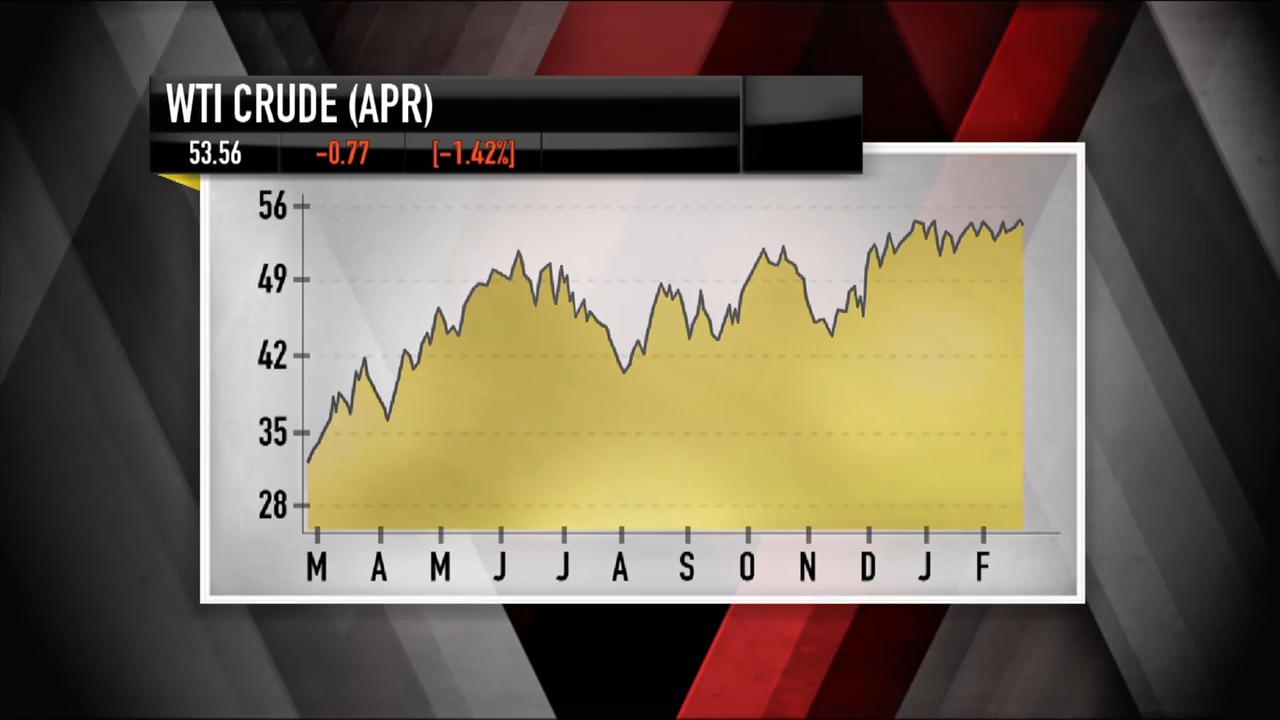 WTI CRUDE (APR)
53.56 -0.77 [-1.42%]
56
49
42
35
28
M A M J J A S O N D J F